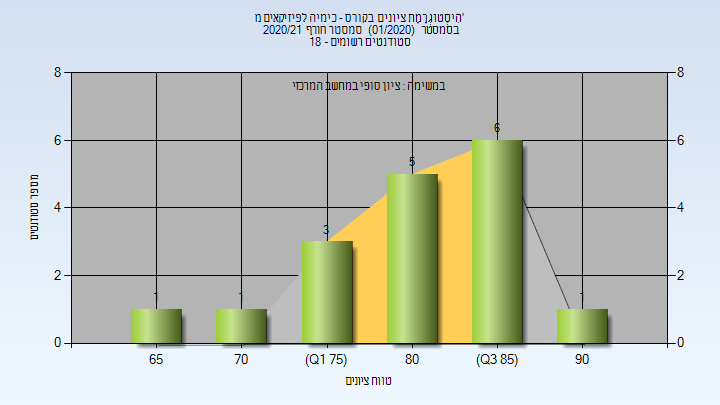 היסטוגרמת ציונים בקורס - כימיה לפיזיקאים מ'
בסמסטר (01/2020) סמסטר חורף 2020/21
סטודנטים רשומים - 18
במשימה : ציון סופי במחשב המרכזי
8 8
6 6
4 4
2 2
0 0
1 1 3 5 6 1
מספר סטודנטים
65 70 (Q1 75) 80 (Q3 85) 90
טווח ציונים